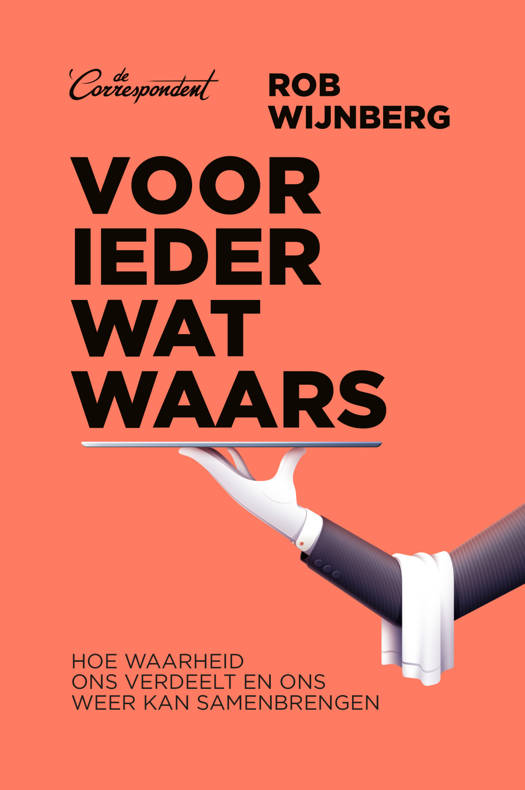 de
Correspondent
ROB
WIJNBERG
VOOR
IEDER
WAT
WAARS
HOE WAARHEID
ONS VERDEELT EN ONS
WEER KAN SAMENBRENGEN